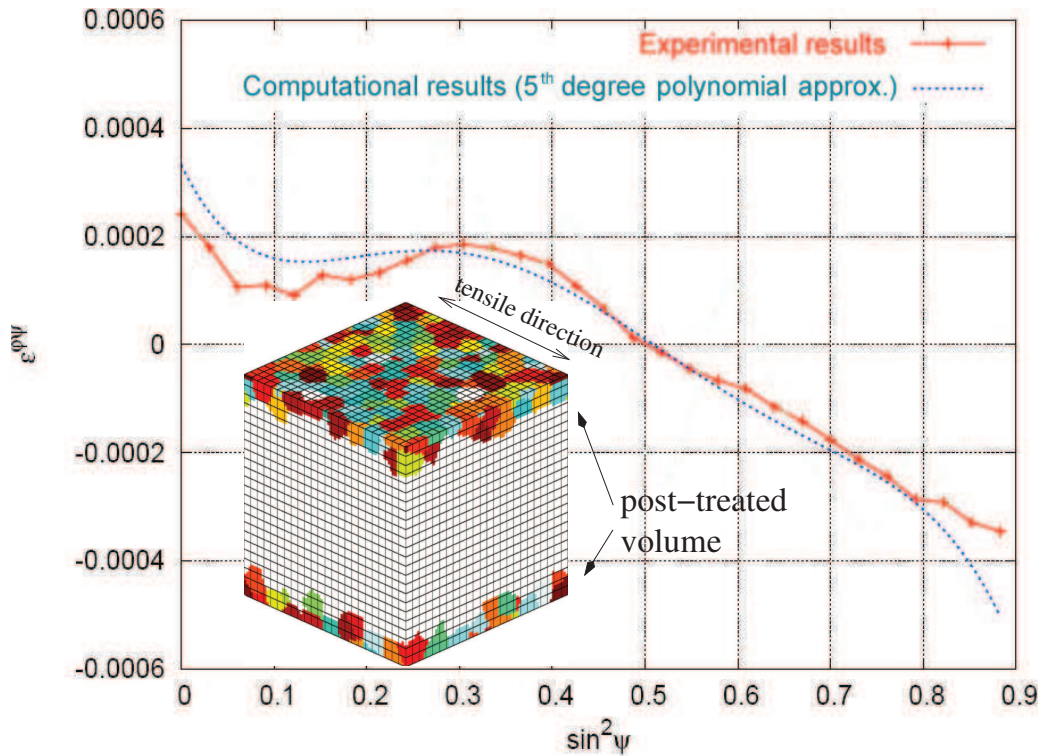 0.0006
Experimental results
Computational results (5th degree polynomial approx.)
0.0004
0.0002
tensile direction
εϕψ
0
-0.0002
post−treated
volume
-0.0004
-0.0006
0 0.1 0.2 0.3 0.4 0.5 0.6 0.7 0.8 0.9
sin2ψ